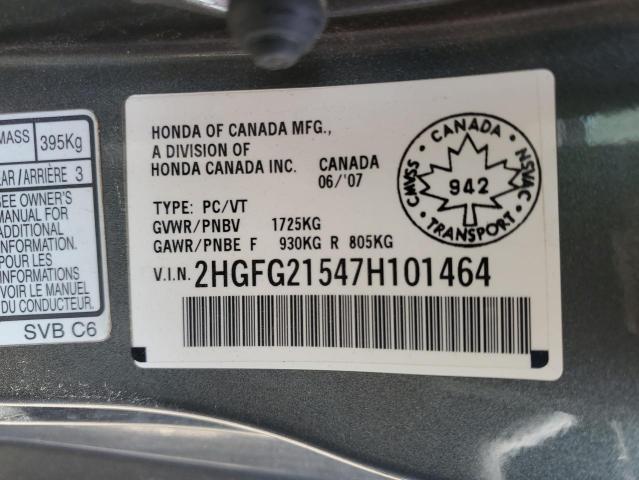 MASS 395Kg
LAR/ARRIÈRE 3
SEE OWNER'S
MANUAL FOR
ADDITIONAL
INFORMATION
POUR LES
INFORMATIONS
VOIR LE MANUEL
DU CONDUCTEUR.
SVB C6
HONDA OF CANADA MFG.,
A DIVISION OF
HONDA CANADA INC. CANADA
06/'07
TYPE: PC/VT
GVWR/PNBV 1725KG
GAWR/PNBE F 930KG R 805KG
V.I.N. 2HGFG21547H101464
CANADA
CMVSS
942
NSVAC
TRANSPORT